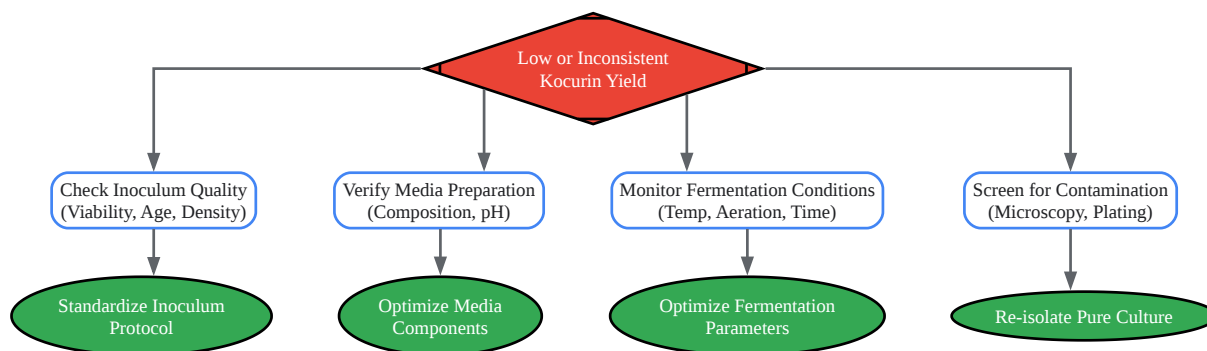 Low or Inconsistent
Kocurin Yield
Check Inoculum Quality
(Viability, Age, Density)
Verify Media Preparation
(Composition, pH)
Monitor Fermentation Conditions
(Temp, Aeration, Time)
Screen for Contamination
(Microscopy, Plating)
Standardize Inoculum
Protocol
Optimize Media
Components
Optimize Fermentation
Parameters
Re-isolate Pure Culture